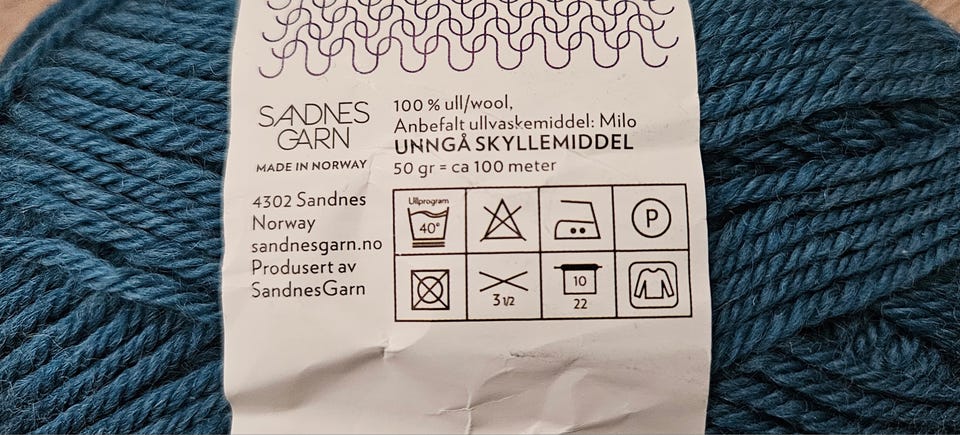 SANDNES
GARN
MADE IN NORWAY
4302 Sandnes
Norway
sandnesgarn.no
Produsert av
SandnesGarn
100 % ull/wool,
Anbefalt ullvaskemiddel: Milo
UNNGÅ SKYLLEMIDDEL
50 gr = ca 100 meter
Ullprogram
40°
P
3 1/2
10
22